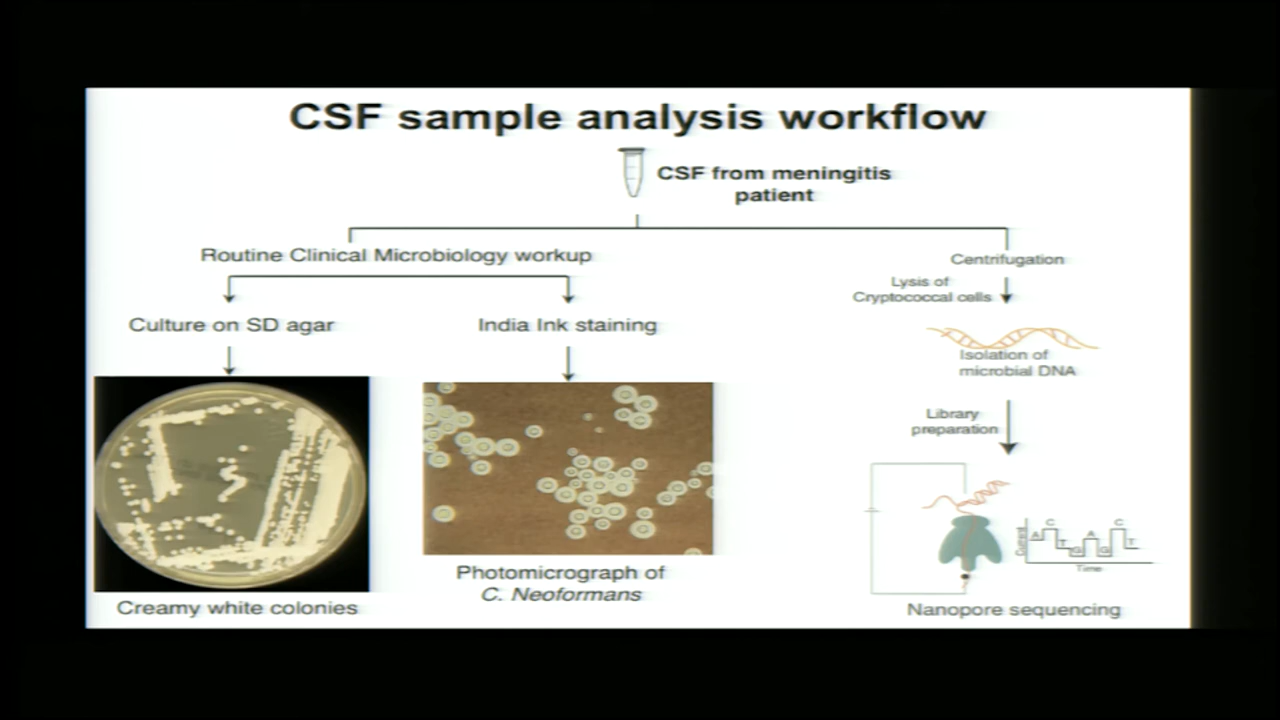 CSF sample analysis workflow
CSF from meningitis
patient
Routine Clinical Microbiology workup
Centrifugation
Lysis of
Cryptococcal cells
Culture on SD agar
India Ink staining
Isolation of
microbial DNA
Library
preparation
Creamy white colonies
Photomicrograph of
C. Neoformans
Current
A C T G A G C T
Time
Nanopore sequencing